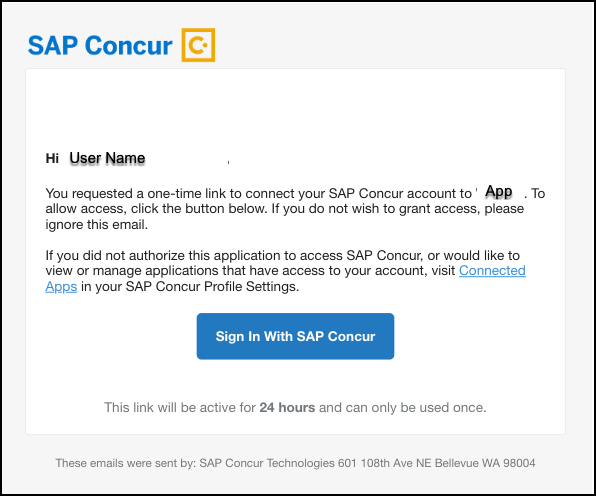 SAP Concur
Hi User Name ,
You requested a one-time link to connect your SAP Concur account to ' App . To
allow access, click the button below. If you do not wish to grant access, please
ignore this email.
If you did not authorize this application to access SAP Concur, or would like to
view or manage applications that have access to your account, visit Connected
Apps in your SAP Concur Profile Settings.
Sign In With SAP Concur
This link will be active for 24 hours and can only be used once.
These emails were sent by: SAP Concur Technologies 601 108th Ave NE Bellevue WA 98004